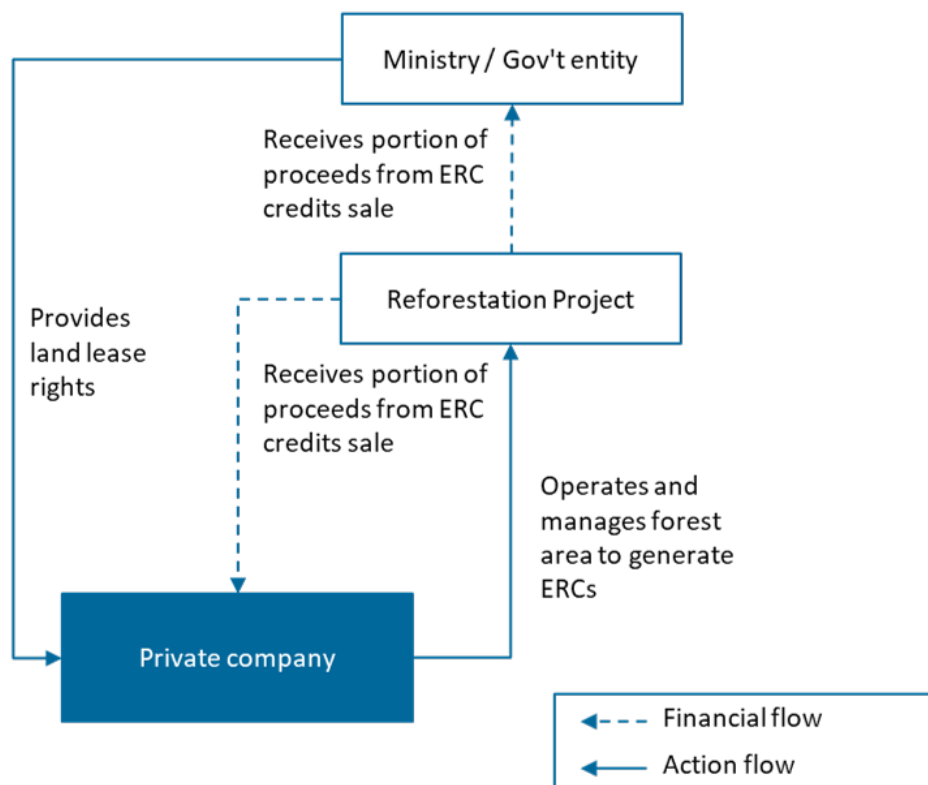 Ministry / Gov't entity
Receives portion of
proceeds from ERC
credits sale
Reforestation Project
Provides
land lease
rights
Receives portion of
proceeds from ERC
credits sale
Operates and
manages forest
area to generate
ERCs
Private company
Financial flow
Action flow